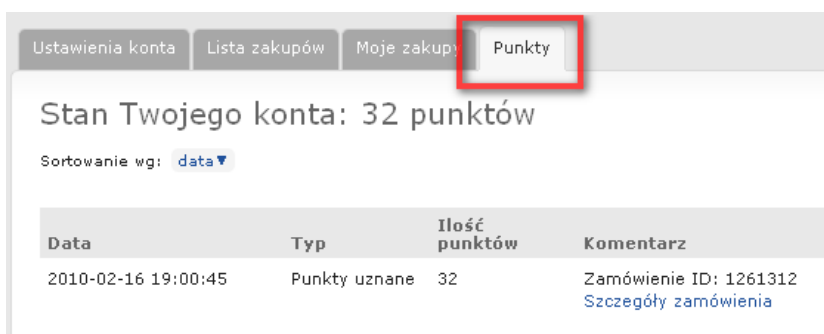 Ustawienia konta Lista zakupów Moje zakupy Punkty
Stan Twojego konta: 32 punktów
Sortowanie wg: data▼
Data Typ Ilość punktów Komentarz
2010-02-16 19:00:45 Punkty uznane 32 Zamówienie ID: 1261312
Szczegóły zamówienia